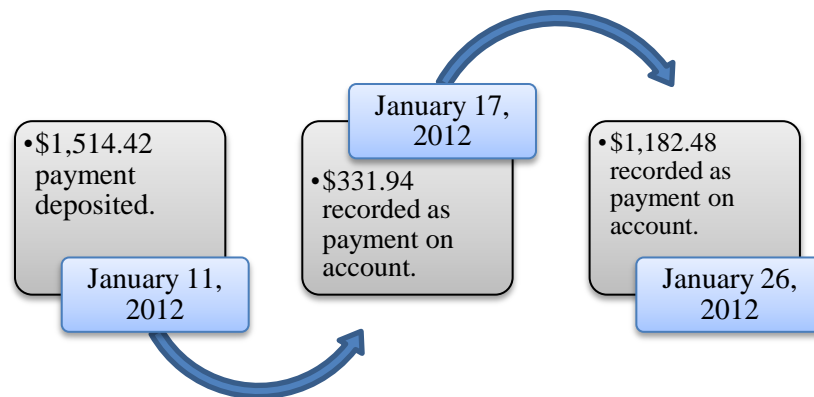 •$1,514.42
payment
deposited.
January 11,
2012
January 17,
2012
•$331.94
recorded as
payment on
account.
•$1,182.48
recorded as
payment on
account.
January 26,
2012